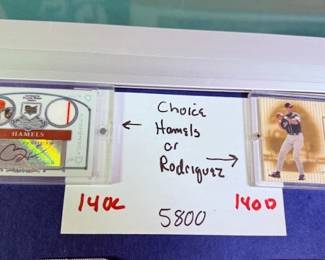 HAMELS
Choice
Hamels
or
Rodriguez
140c
140D
5800